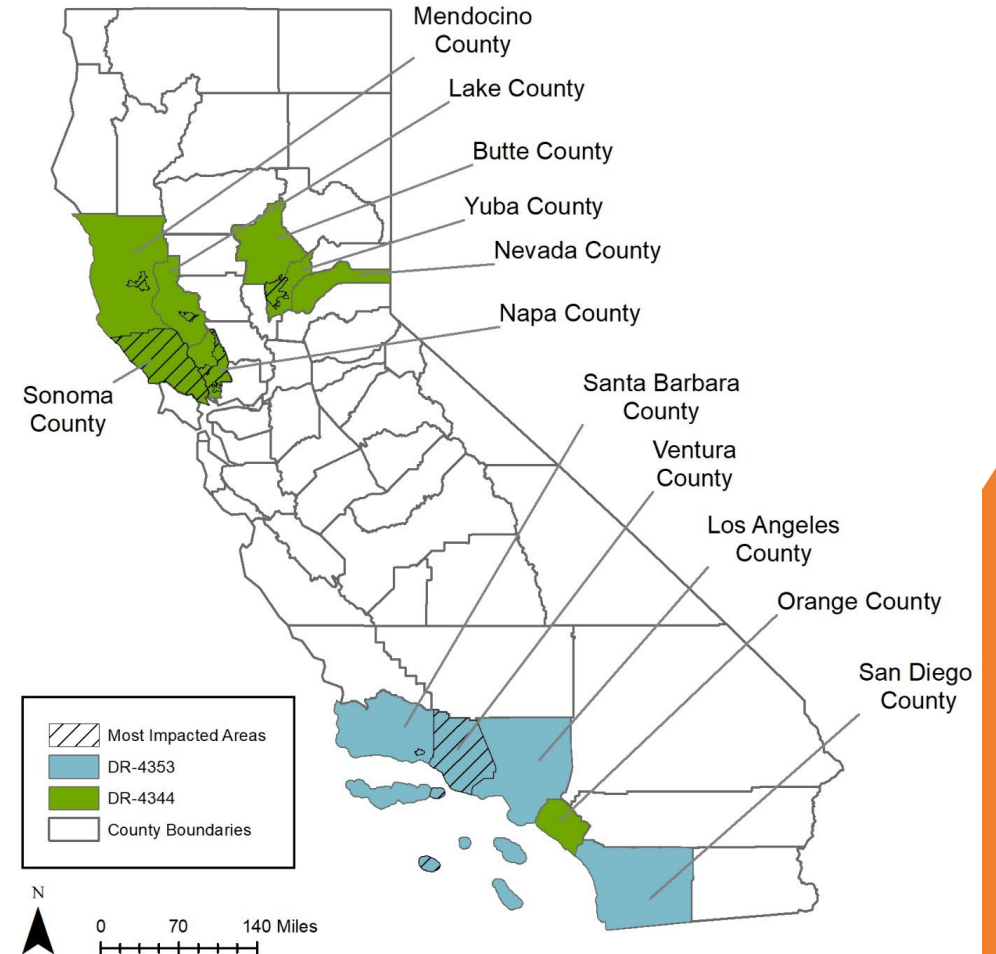 Mendocino
County
Lake County
Butte County
Yuba County
Nevada County
Napa County
Sonoma
County
Santa Barbara
County
Ventura
County
Los Angeles
County
Orange County
San Diego
County
Most Impacted Areas
DR-4353
DR-4344
County Boundaries
N
0 70 140 Miles